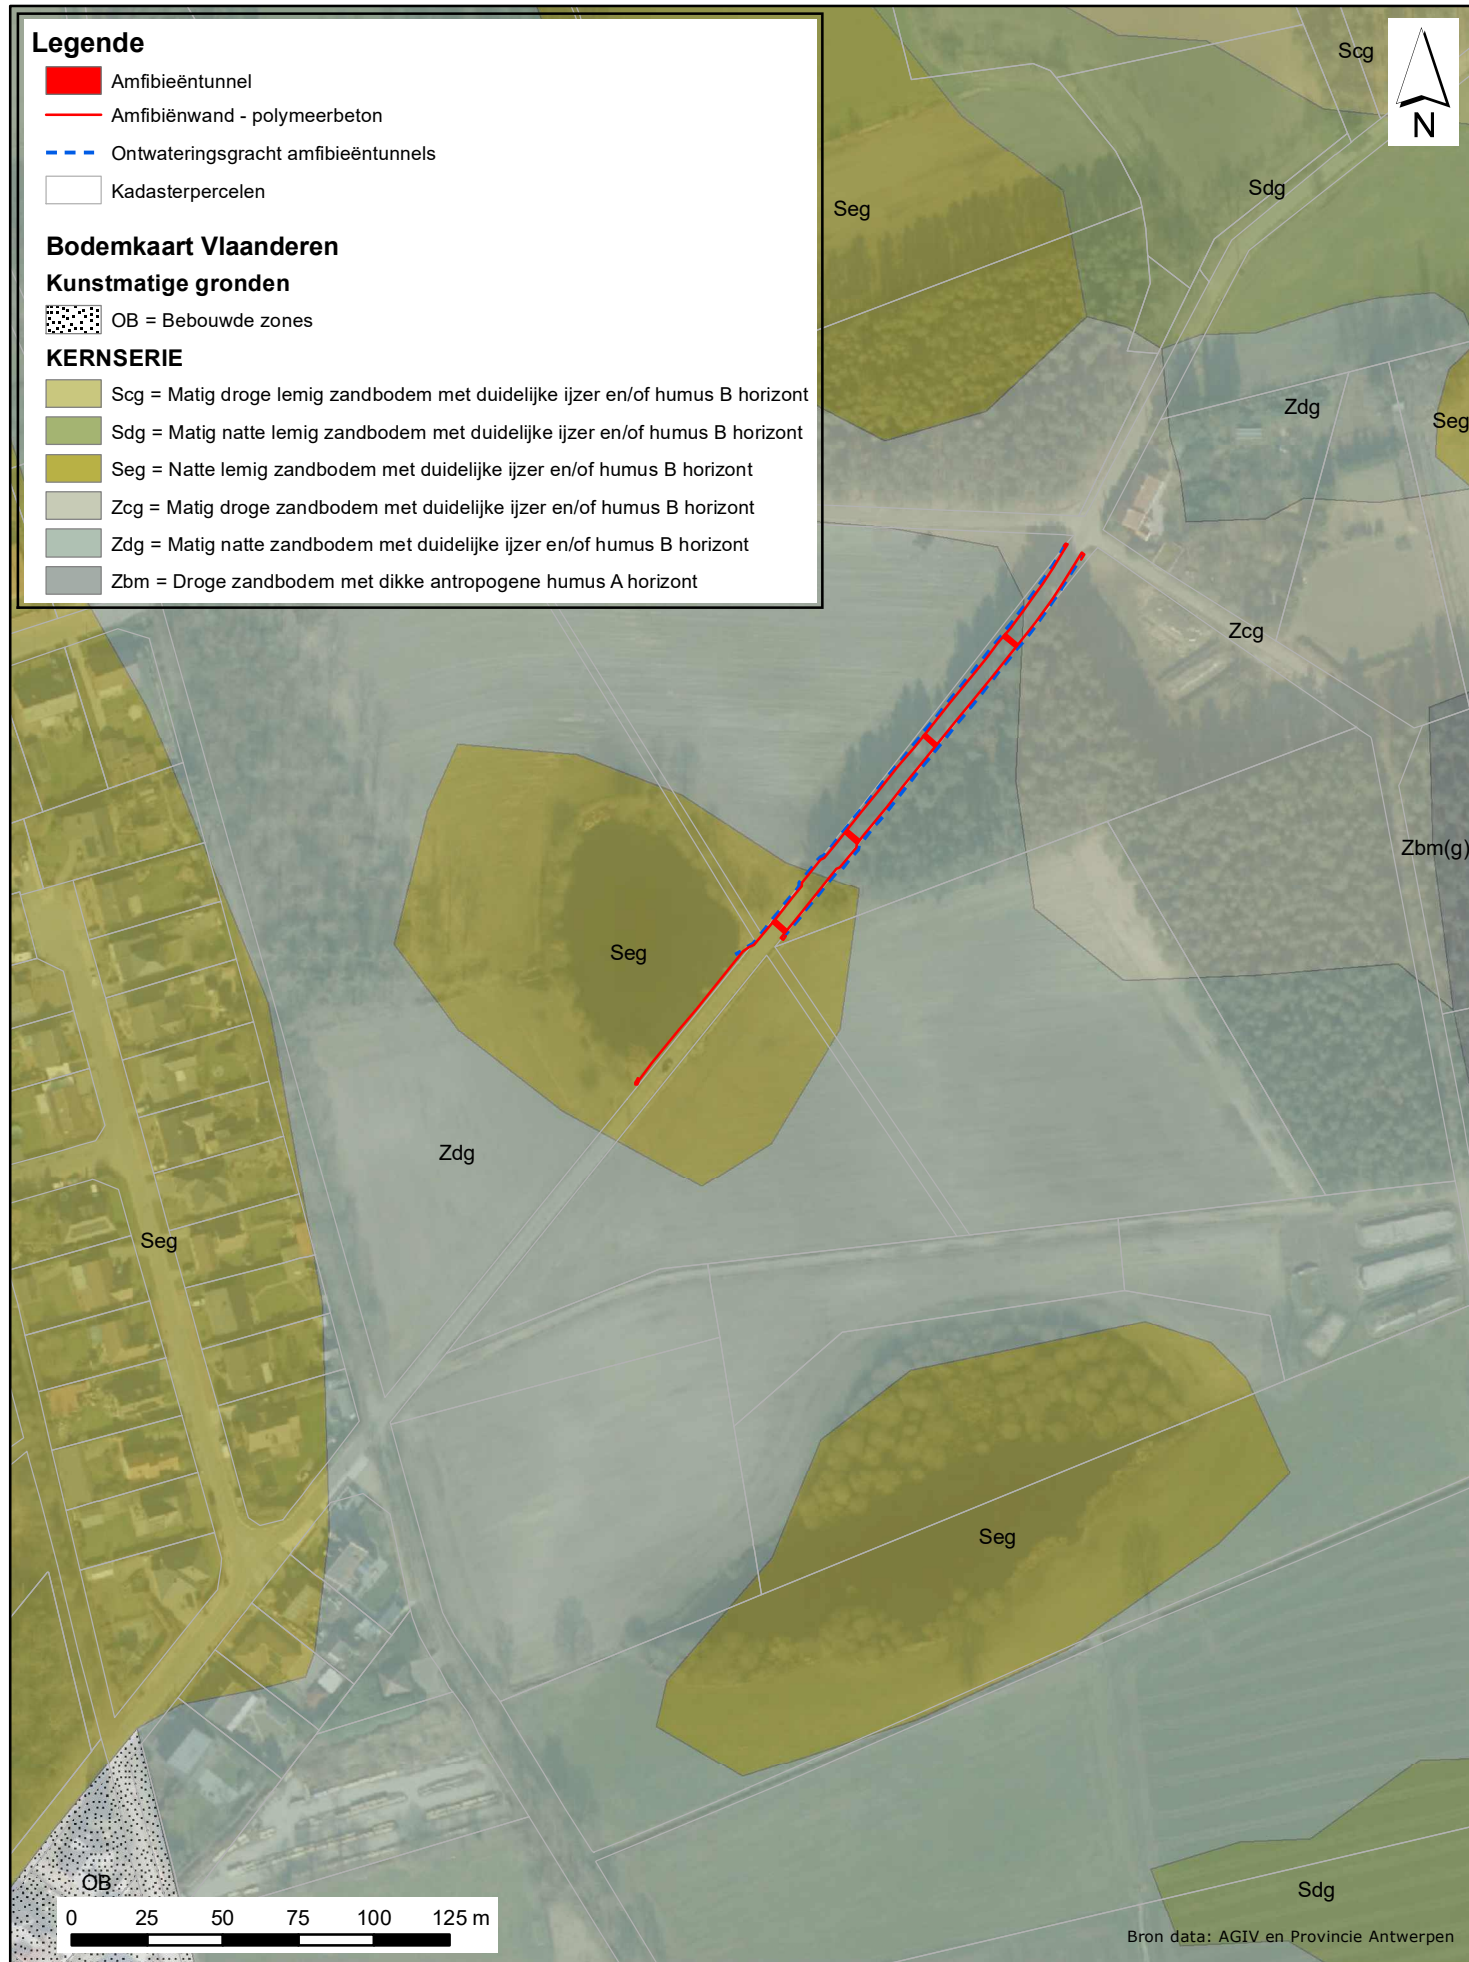 Legende
Amfibieëntunnel
Amfibiënwand - polymeerbeton
Ontwateringsgracht amfibieëntunnels
Kadasterpercelen
Bodemkaart Vlaanderen
Kunstmatige gronden
OB = Bebouwde zones
KERNSERIE
Scg = Matig droge lemig zandbodem met duidelijke ijzer en/of humus B horizont
Sdg = Matig natte lemig zandbodem met duidelijke ijzer en/of humus B horizont
Seg = Natte lemig zandbodem met duidelijke ijzer en/of humus B horizont
Zcg = Matig droge zandbodem met duidelijke ijzer en/of humus B horizont
Zdg = Matig natte zandbodem met duidelijke ijzer en/of humus B horizont
Zbm = Droge zandbodem met dikke antropogene humus A horizont
Scg
N
Sdg
Seg
Zdg
Seg
Zcg
Zbm(g)
Seg
Zdg
Seg
Seg
OB
Sdg
0 25 50 75 100 125 m
Bron data: AGIV en Provincie Antwerpen